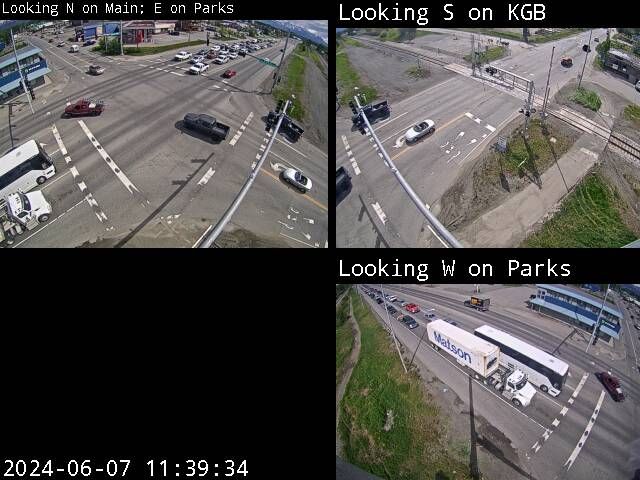 Looking N on Main; E on Parks
Looking S on KGB
Looking W on Parks
Matson
2024-06-07 11:39:34